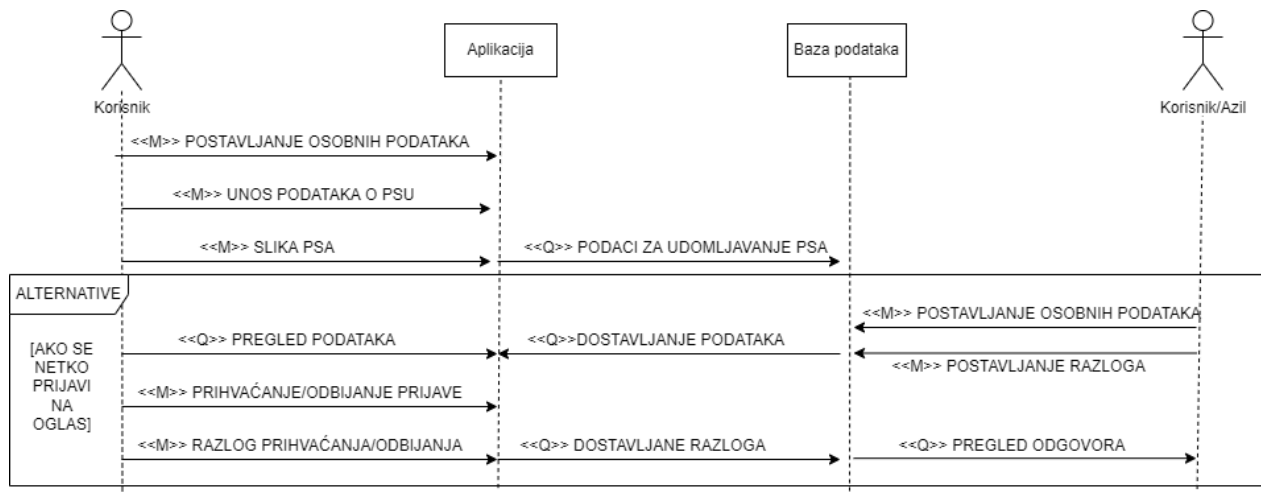 Aplikacija
Baza podataka
Korisnik
Korisnik/Azil
<<M>> POSTAVLJANJE OSOBNIH PODATAKA
<<M>> UNOS PODATAKA O PSU
<<M>> SLIKA PSA
<<Q>> PODACI ZA UDOMLJAVANJE PSA
ALTERNATIVE
<<M>> POSTAVLJANJE OSOBNIH PODATAKA
[AKO SE
NETKO
PRIJAVI
NA
OGLAS]
<<Q>> PREGLED PODATAKA
<<Q>>DOSTAVLJANJE PODATAKA
<<M>> POSTAVLJANJE RAZLOGA
<<M>> PRIHVAĆANJE/ODBIJANJE PRIJAVE
<<M>> RAZLOG PRIHVAĆANJA/ODBIJANJA
<<Q>> DOSTAVLJANE RAZLOGA
<<Q>> PREGLED ODGOVORA